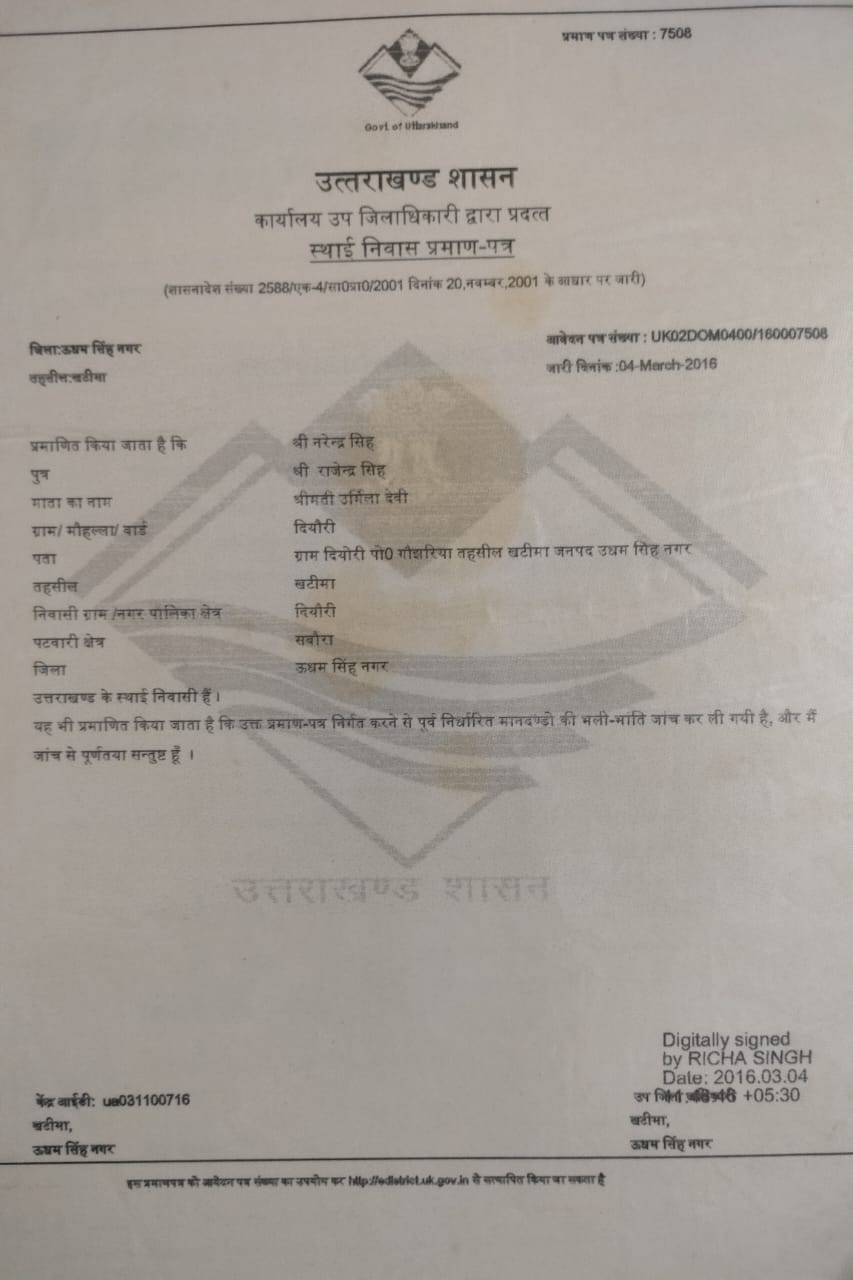 प्रमाण पत्र संख्या : 7508
Govt. of Uttarakhand
उत्तराखण्ड शासन
कार्यालय उप जिलाधिकारी द्वारा प्रदत्त
स्थाई निवास प्रमाण-पत्र
(शासनादेश संख्या 2588/एक-4/सा0प्रा0/2001 दिनांक 20,नवम्बर,2001 के आधार पर जारी)
आवेदन पत्र संख्या : UK02DOM0400/160007508
जिला:ऊधम सिंह नगर
जारी दिनांक :04-March-2016
तहसील:खटीमा
प्रमाणित किया जाता है कि श्री नरेन्द्र सिंह
पुत्र श्री राजेन्द्र सिंह
माता का नाम श्रीमती उर्मिला देवी
ग्राम/ मौहल्ला/ वार्ड दियौरी
पता ग्राम दियोरी पो0 गौझरिया तहसील खटीमा जनपद उधम सिंह नगर
तहसील खटीमा
निवासी ग्राम /नगर पालिका क्षेत्र दियौरी
पटवारी क्षेत्र सबौरा
जिला ऊधम सिंह नगर
उत्तराखण्ड के स्थाई निवासी हैं ।
यह भी प्रमाणित किया जाता है कि उक्त प्रमाण-पत्र निर्गत करने से पूर्व निर्धारित मानदण्डो की भली-भांति जांच कर ली गयी है, और मैं
जांच से पूर्णतया सन्तुष्ट हूँ ।
उत्तराखण्ड शासन
Digitally signed
by RICHA SINGH
Date: 2016.03.04
केंद्र आईडी: ua031100716
उप +05:30
खटीमा,
खटीमा,
ऊधम सिंह नगर
ऊधम सिंह नगर
इस प्रमाणपत्र को आवेदन पत्र संख्या का उपयोग कर http://edistrict.uk.gov.in से सत्यापित किया जा सकता है